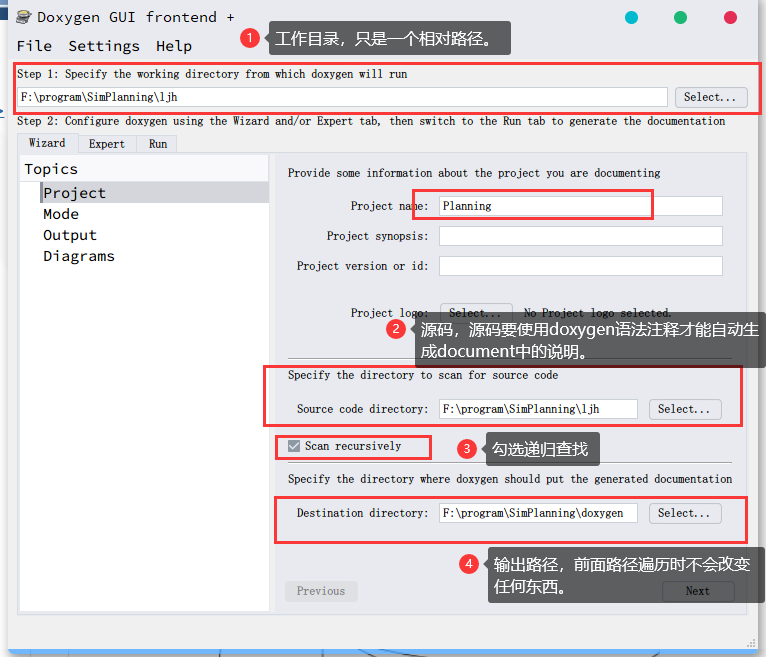 Doxygen GUI frontend +
File Settings Help
1 工作目录，只是一个相对路径。
Step 1: Specify the working directory from which doxygen will run
F:\program\SimPlanning\ljh Select...
Step 2: Configure doxygen using the Wizard and/or Expert tab, then switch to the Run tab to generate the documentation
Wizard Expert Run
Topics
Project
Mode
Output
Diagrams
Provide some information about the project you are documenting
Project name: Planning
Project synopsis:
Project version or id:
Project logo: Select... No Project logo selected.
2 源码，源码要使用doxygen语法注释才能自动生
成document中的说明。
Specify the directory to scan for source code
Source code directory: F:\program\SimPlanning\ljh Select...
Scan recursively
3 勾选递归查找
Specify the directory where doxygen should put the generated documentation
Destination directory: F:\program\SimPlanning\doxygen Select...
4 输出路径，前面路径遍历时不会改变
任何东西。
Previous Next